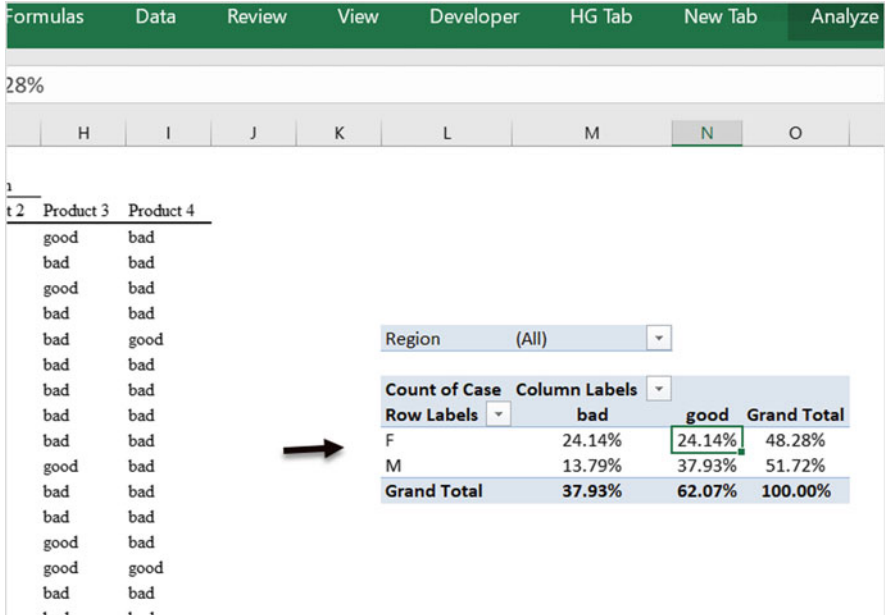 Formulas Data Review View Developer HG Tab New Tab Analyze
28%
H I J K L M N O
t 2 Product 3 Product 4
good bad
bad bad
good bad
bad bad
bad good
Region (All)
bad bad
bad bad
Count of Case Column Labels
bad bad
Row Labels bad good Grand Total
bad bad
F 24.14% 24.14% 48.28%
good bad
M 13.79% 37.93% 51.72%
bad bad
Grand Total 37.93% 62.07% 100.00%
bad bad
good bad
good good
bad bad